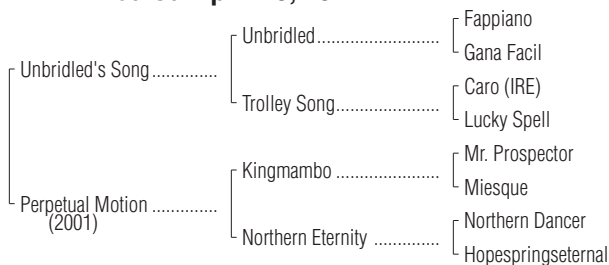 Unbridled's Song..............
Unbridled..........................
Fappiano
Gana Facil
Trolley Song......................
Caro (IRE)
Lucky Spell
Perpetual Motion ..............
(2001)
Kingmambo ......................
Mr. Prospector
Miesque
Northern Eternity ..............
Northern Dancer
Hopespringseternal